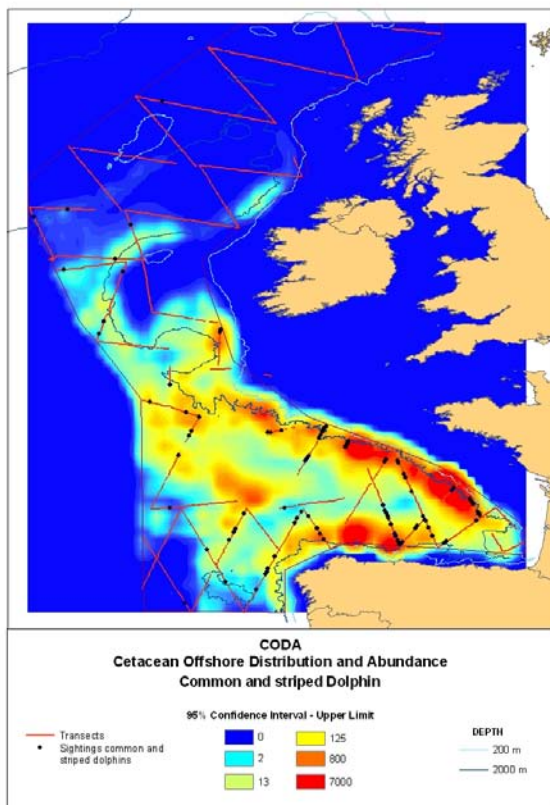 CODA
Cetacean Offshore Distribution and Abundance
Common and striped Dolphin
95% Confidence Interval - Upper Limit
Transects
Sightings common and
striped dolphins
0
2
13
125
800
7000
DEPTH
200 m
2000 m